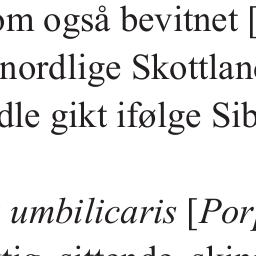 om også bevitnet [
nordlige Skottland
dle gikt ifølge Sib
umbilicaris [Porp